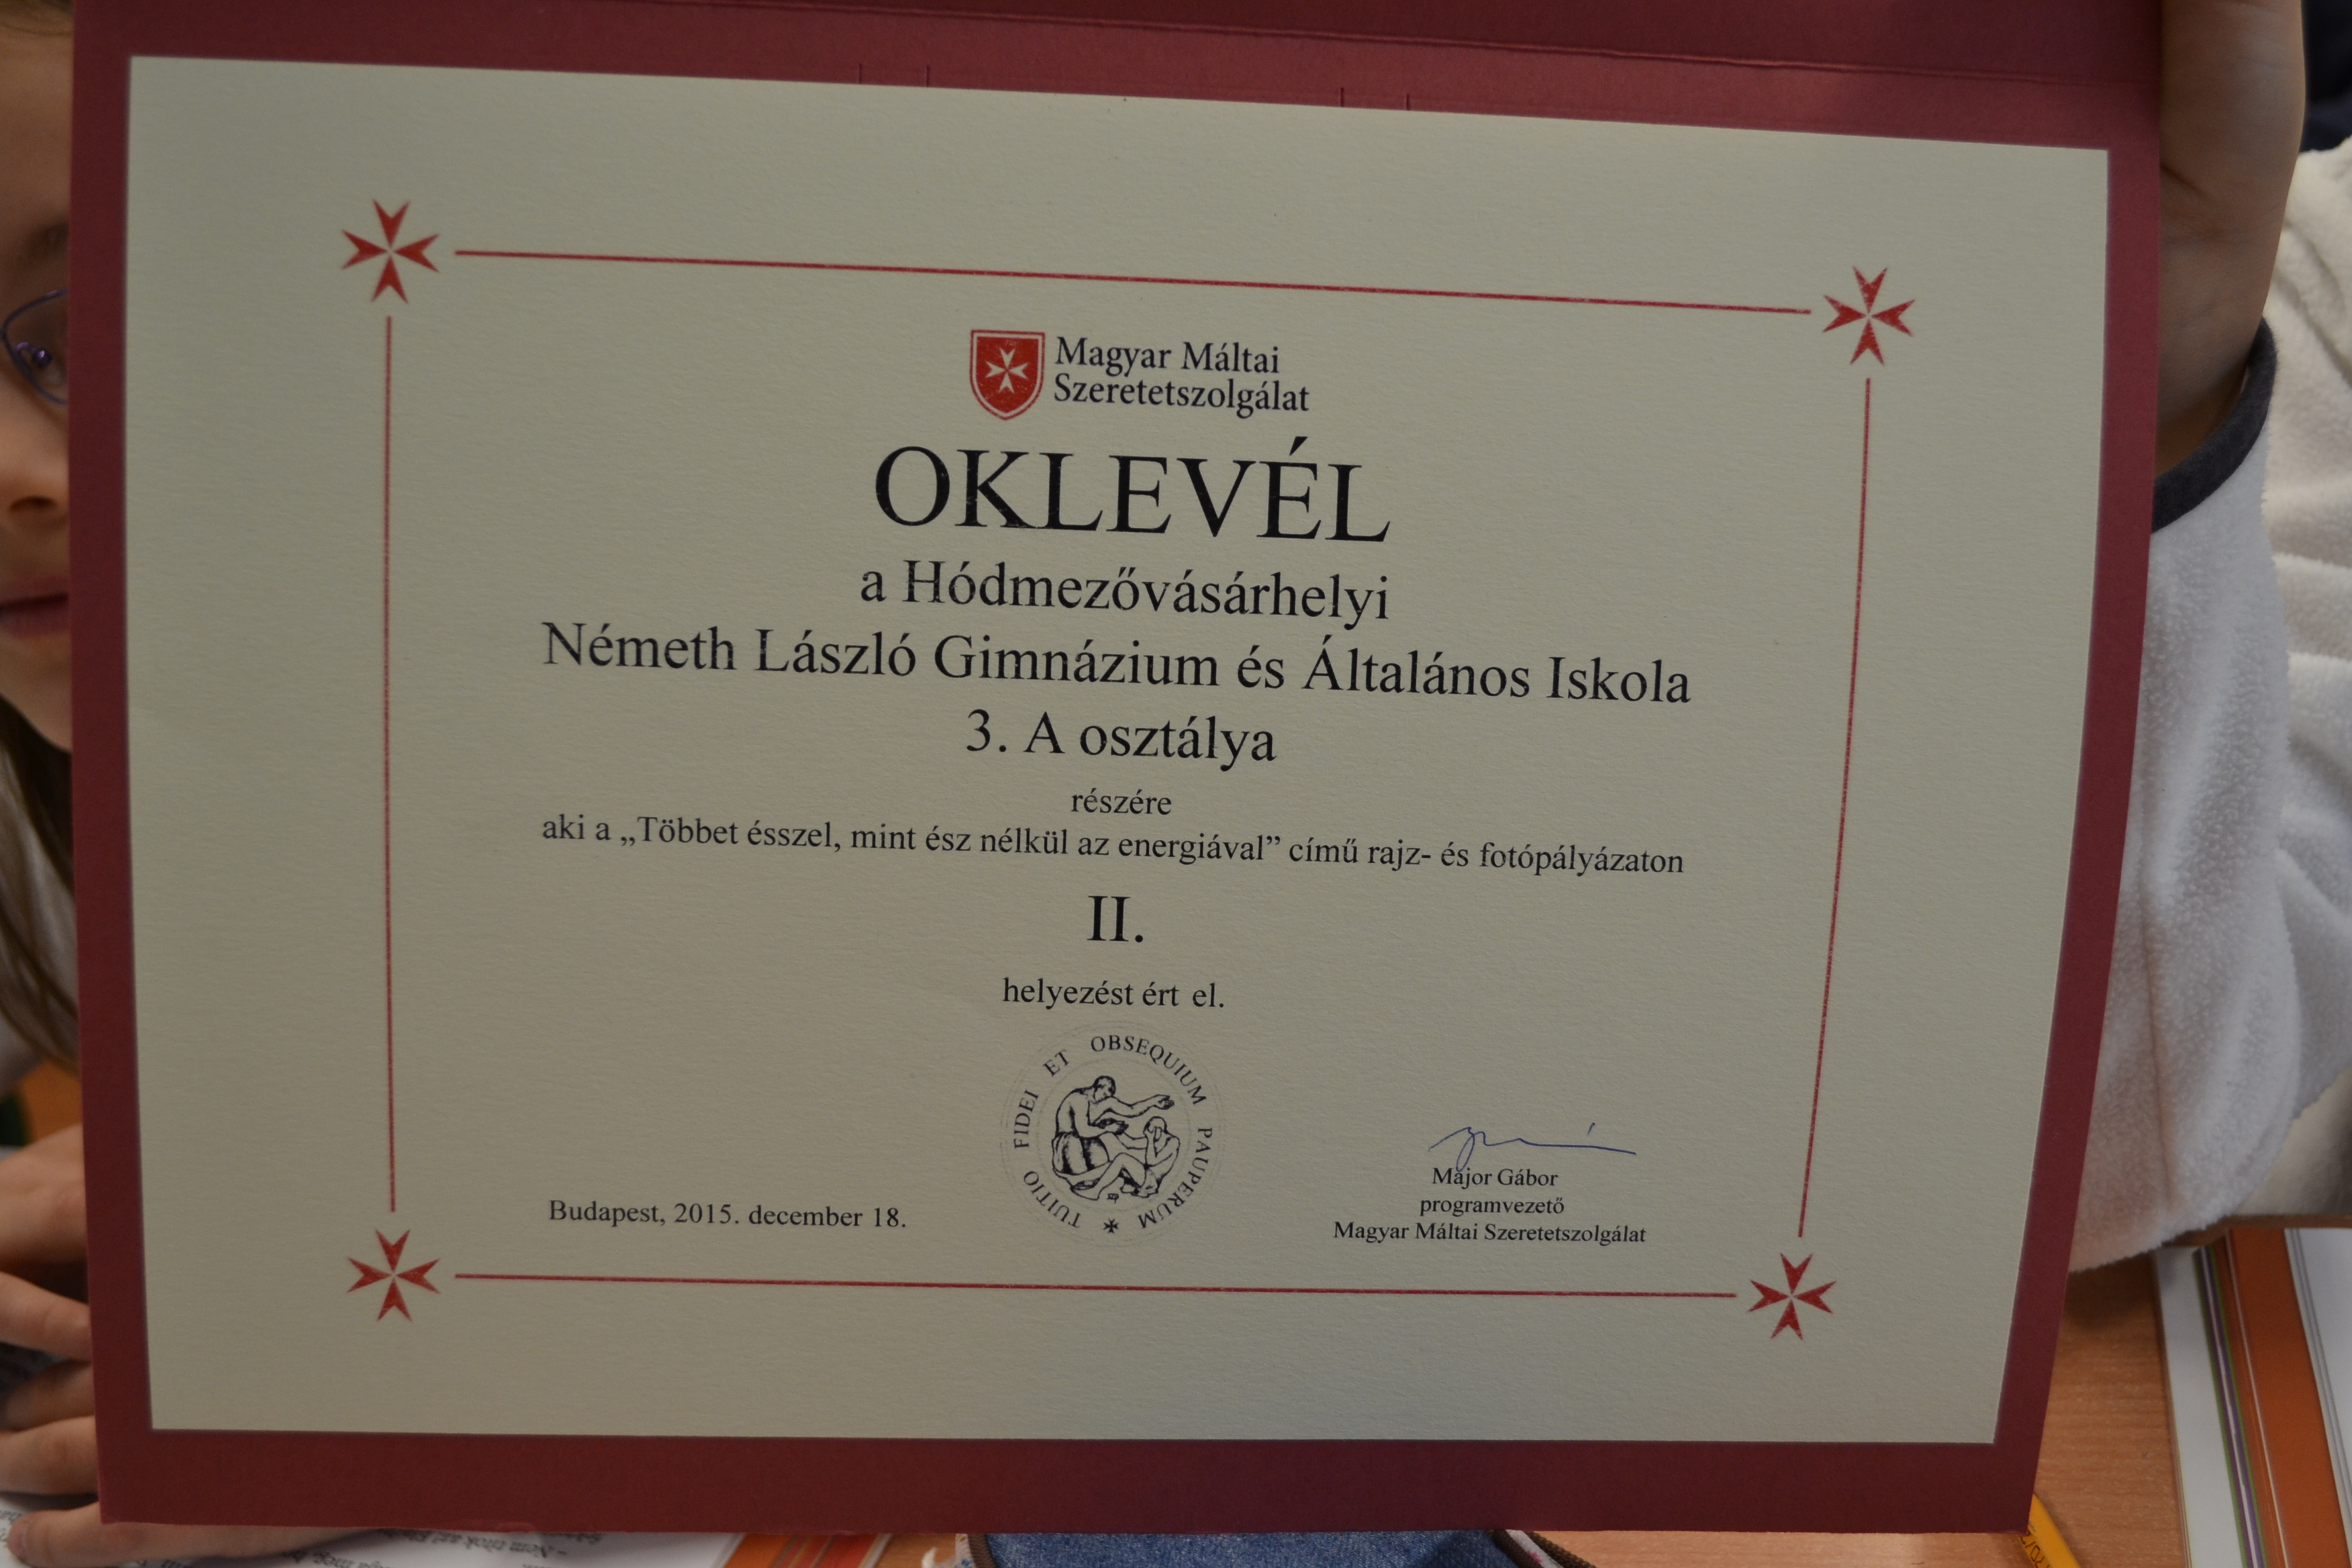 Magyar Máltai
Szeretetszolgálat
OKLEVÉL
a Hódmezővásárhelyi
Németh László Gimnázium és Általános Iskola
3. A osztálya
részére
aki a „Többet ésszel, mint ész nélkül az energiával” című rajz- és fotópályázaton
II.
helyezést ért el.
TUITIO FIDEI ET OBSEQUIUM PAUPERUM
Budapest, 2015. december 18.
Major Gábor
programvezető
Magyar Máltai Szeretetszolgálat